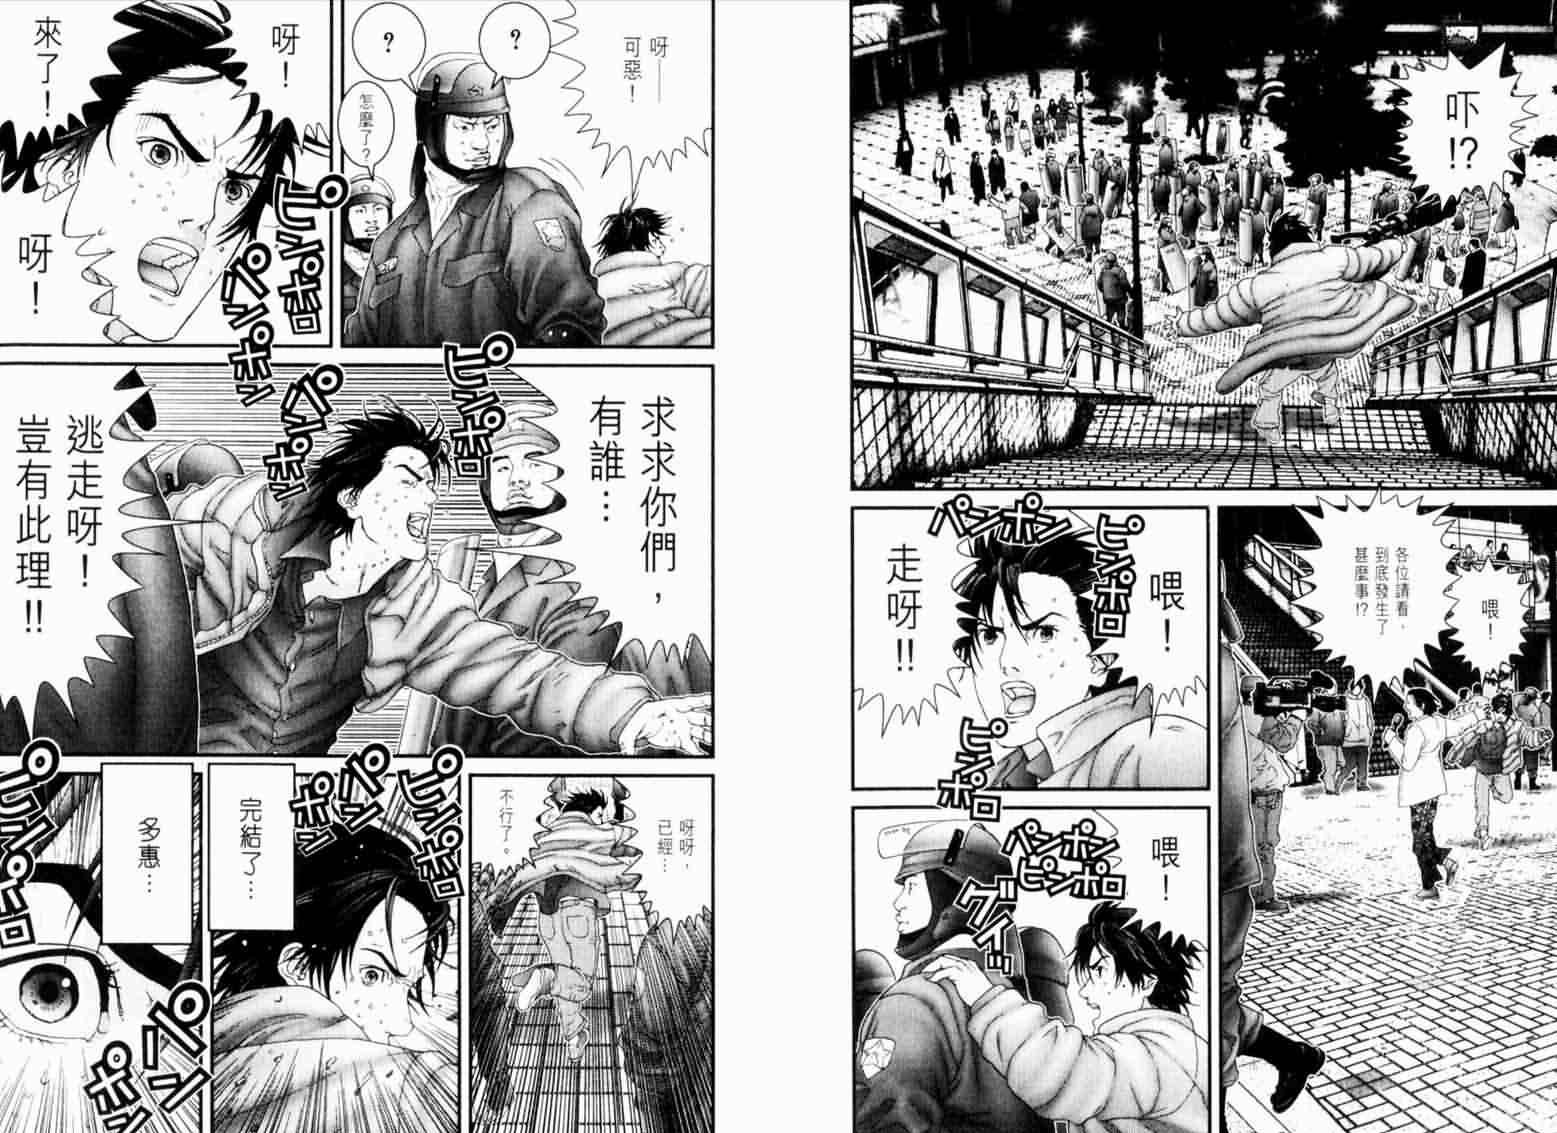 吓!?
喂！
各位請看，
到底發生了
甚麼事!?
パンポン
ピンポロ
喂！
走呀!!
ピンポロ
パンポン
ピンポロ
喂！
グイッ
呀——
可惡！
？
？
怎麼了？
呀！
來了！
呀！
ピンポロ
ペンポン
ピンポロ
ペンポン
求求你們，
有誰…
逃走呀！
豈有此理!!
呀呀，
已經…
不行了。
ピンポロ
パンポン
完結了…
多惠…
ピンポロ
パンポン